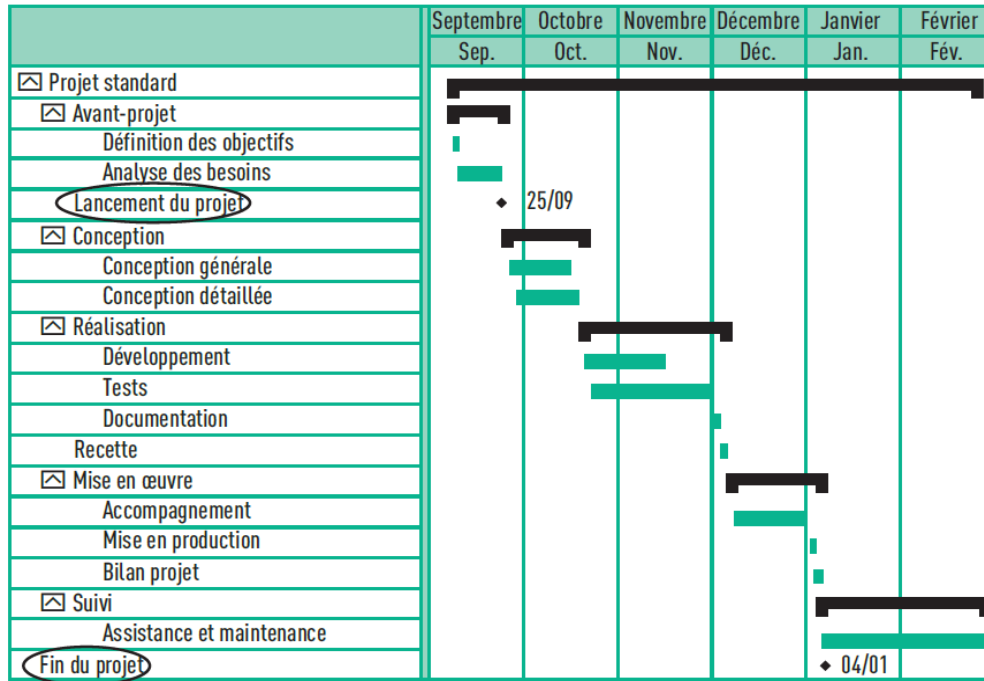 Septembre Octobre Novembre Décembre Janvier Février
Sep. Oct. Nov. Déc. Jan. Fév.
Projet standard
Avant-projet
Définition des objectifs
Analyse des besoins
Lancement du projet 25/09
Conception
Conception générale
Conception détaillée
Réalisation
Développement
Tests
Documentation
Recette
Mise en œuvre
Accompagnement
Mise en production
Bilan projet
Suivi
Assistance et maintenance
Fin du projet 04/01